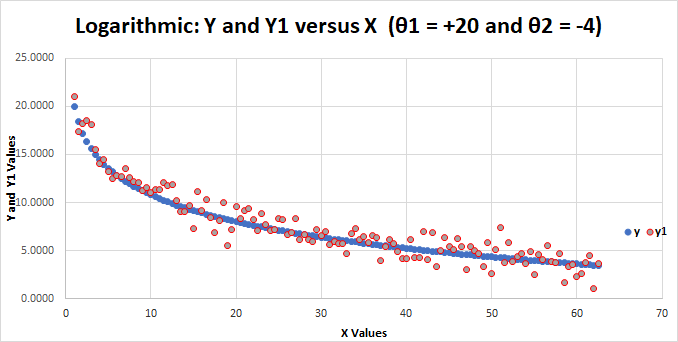 Logarithmic: Y and Y1 versus X (θ1 = +20 and θ2 = -4)
25.0000
20.0000
15.0000
10.0000
5.0000
0.0000
Y and Y1 Values
y y1
0 10 20 30 40 50 60 70
X Values